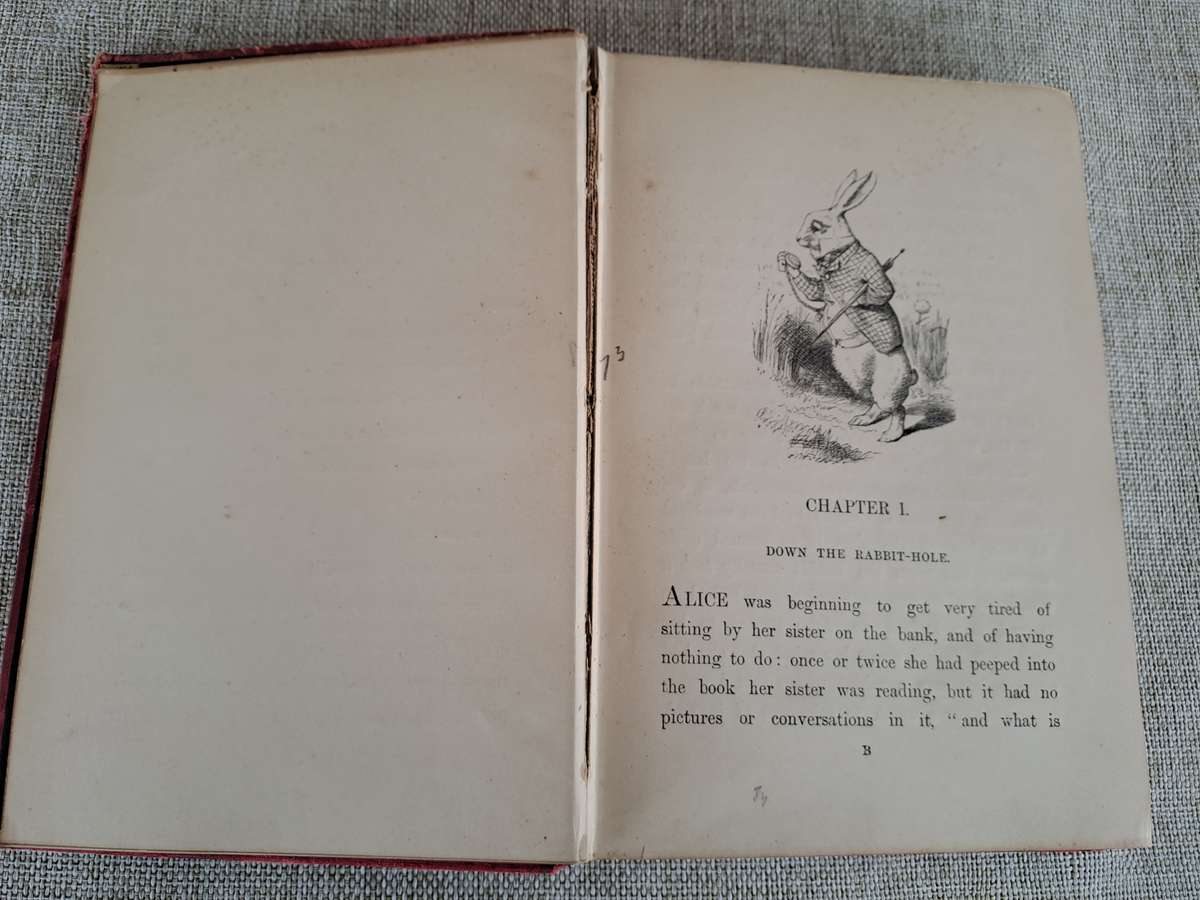 CHAPTER I.
DOWN THE RABBIT-HOLE.
ALICE was beginning to get very tired of
sitting by her sister on the bank, and of having
nothing to do: once or twice she had peeped into
the book her sister was reading, but it had no
pictures or conversations in it, “and what is
B